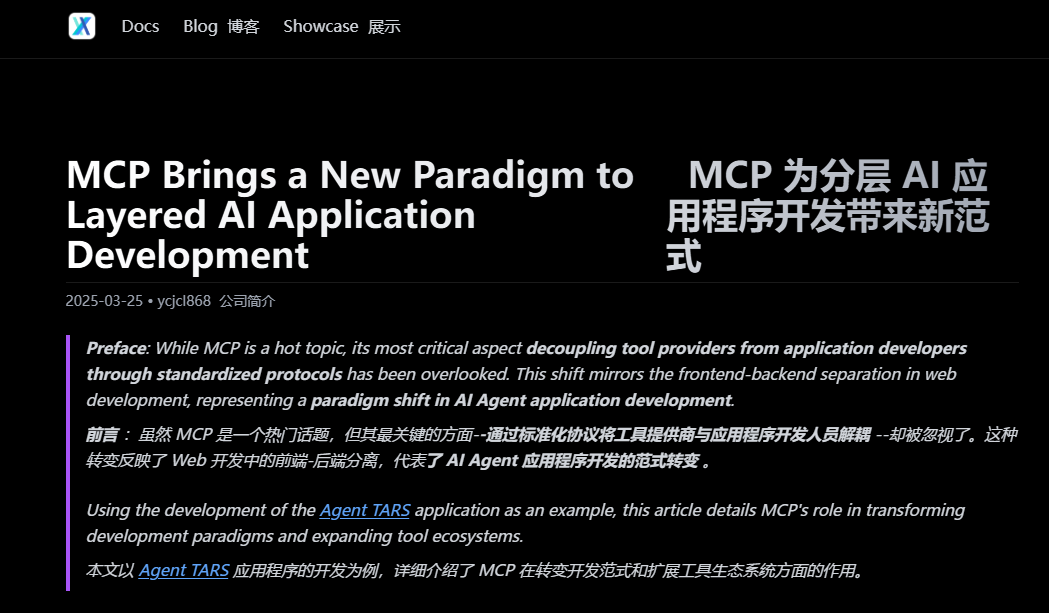 Docs Blog 博客 Showcase 展示
MCP Brings a New Paradigm to
Layered AI Application
Development
MCP 为分层 AI 应
用程序开发带来新范
式
2025-03-25 • ycjcl868 公司简介
Preface: While MCP is a hot topic, its most critical aspect decoupling tool providers from application developers
through standardized protocols has been overlooked. This shift mirrors the frontend-backend separation in web
development, representing a paradigm shift in AI Agent application development.
前言 ：虽然 MCP 是一个热门话题，但其最关键的方面--通过标准化协议将工具提供商与应用程序开发人员解耦 --却被忽视了。这种
转变反映了 Web 开发中的前端-后端分离，代表了 AI Agent 应用程序开发的范式转变 。
Using the development of the Agent TARS application as an example, this article details MCP's role in transforming
development paradigms and expanding tool ecosystems.
本文以 Agent TARS 应用程序的开发为例，详细介绍了 MCP 在转变开发范式和扩展工具生态系统方面的作用。